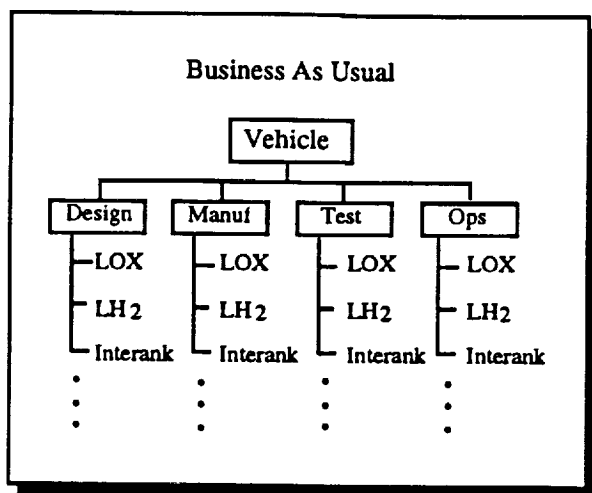 Business As Usual
Vehicle
Design Manuf Test Ops
LOX LOX LOX LOX
LH2 LH2 LH2 LH2
Interank Interank Interank Interank